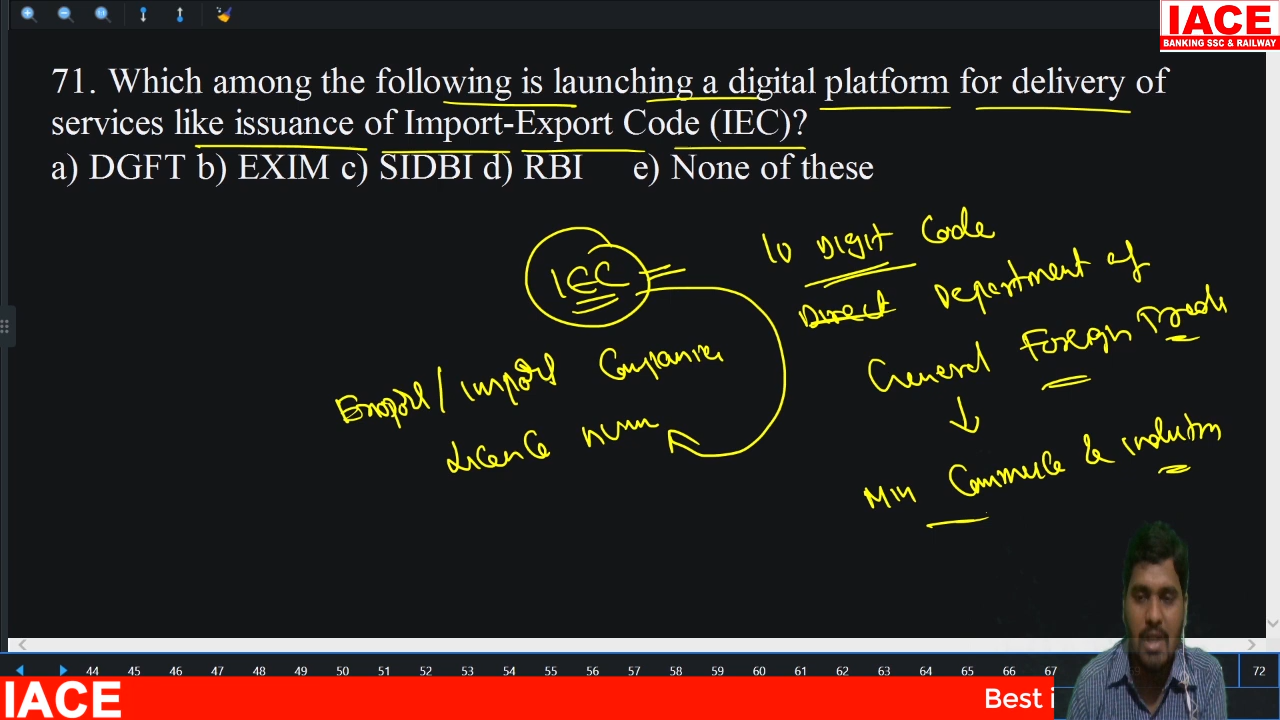 IACE
BANKING SSC & RAILWAY
71. Which among the following is launching a digital platform for delivery of
services like issuance of Import-Export Code (IEC)?
a) DGFT b) EXIM c) SIDBI d) RBI e) None of these
IEC
10 Digit Code
Direct Department of
General Foreign Trade
Min Commerce & industry
Export/Import Companies
Licence num
44 45 46 47 48 49 50 51 52 53 54 55 56 57 58 59 60 61 62 63 64 65 66 67 72
IACE
Best i